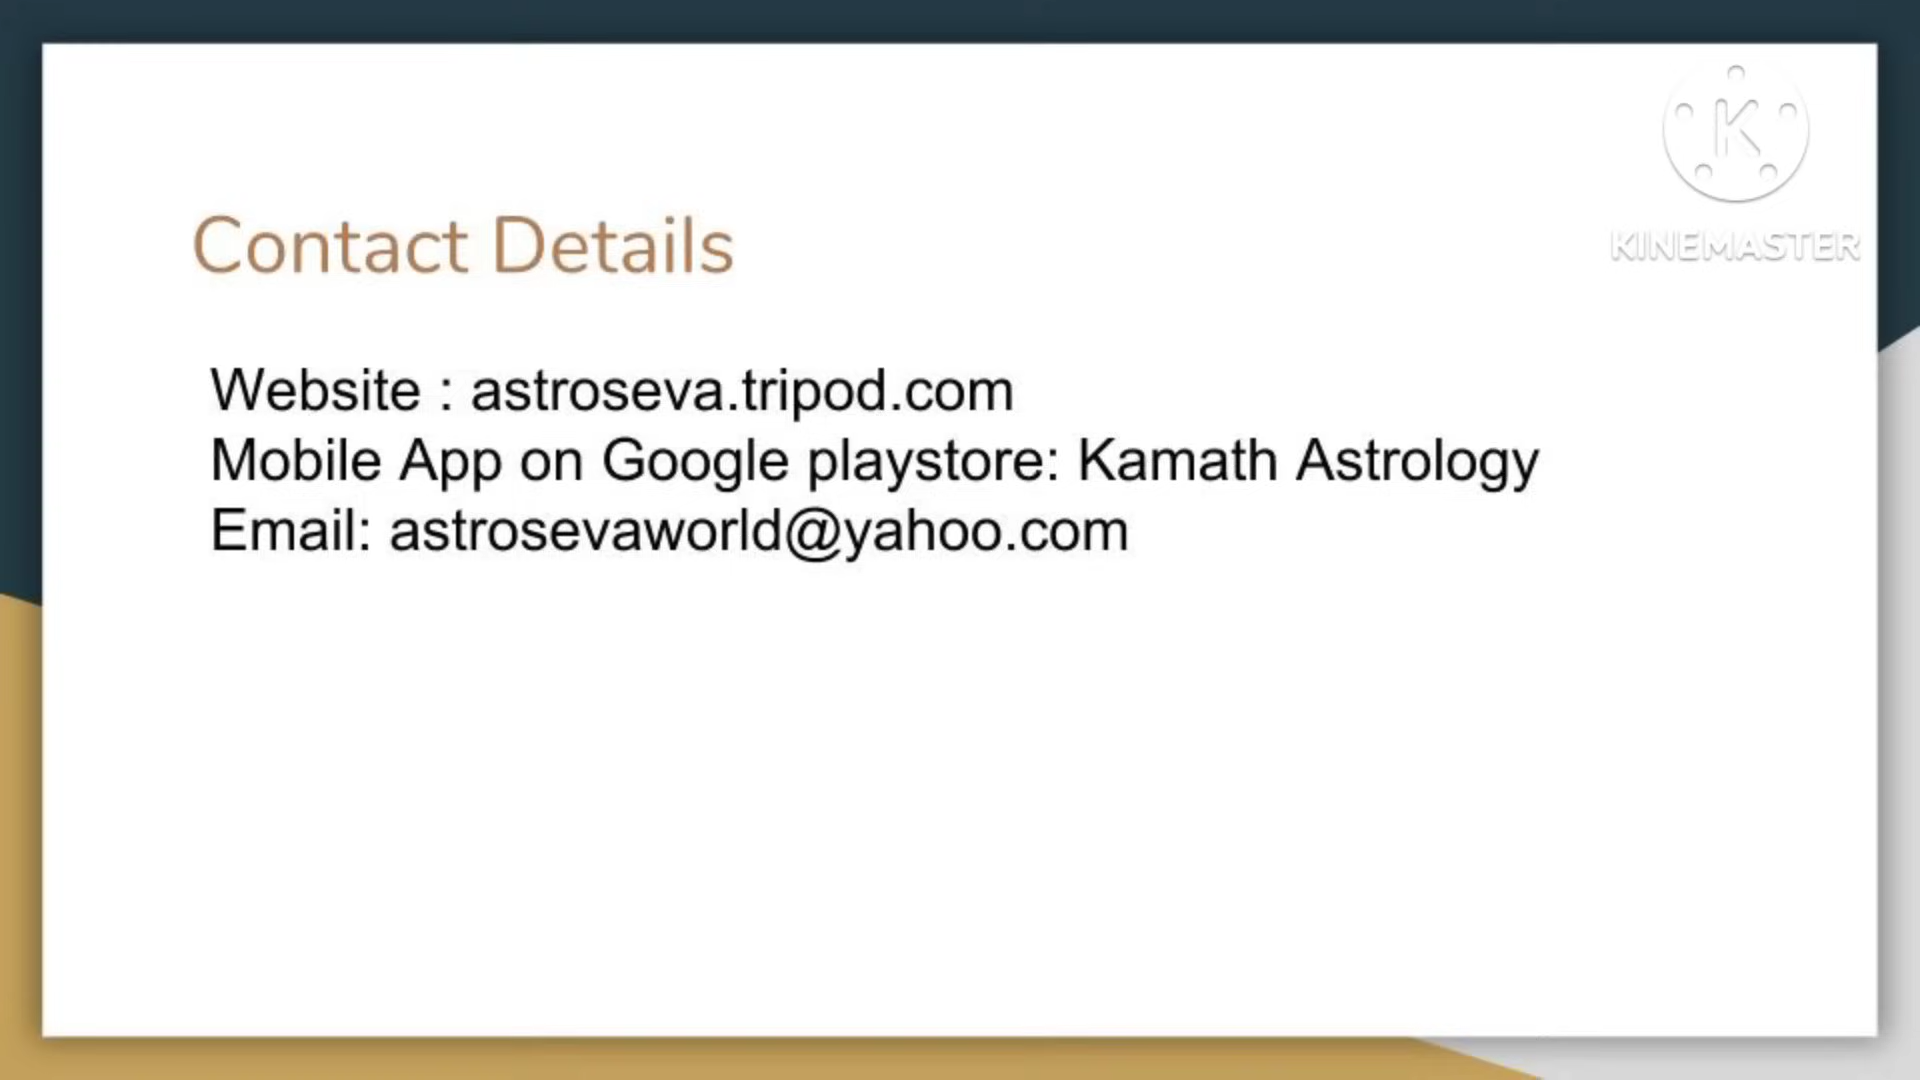 K
KINEMASTER
Contact Details
Website : astroseva.tripod.com
Mobile App on Google playstore: Kamath Astrology
Email: astrosevaworld@yahoo.com